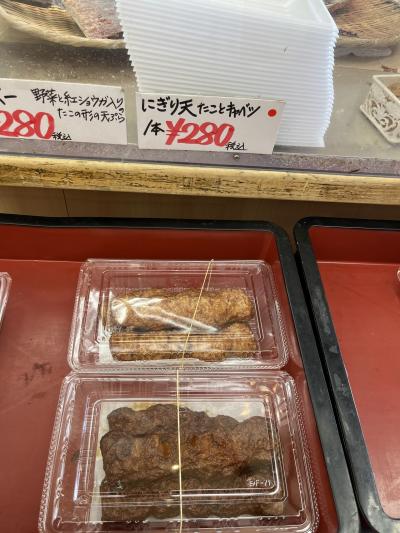 野菜と紅ショウガ入り
たこの形の天ぷら
280 税込
にぎり天 たことキャベツ
1本 ¥280 税込